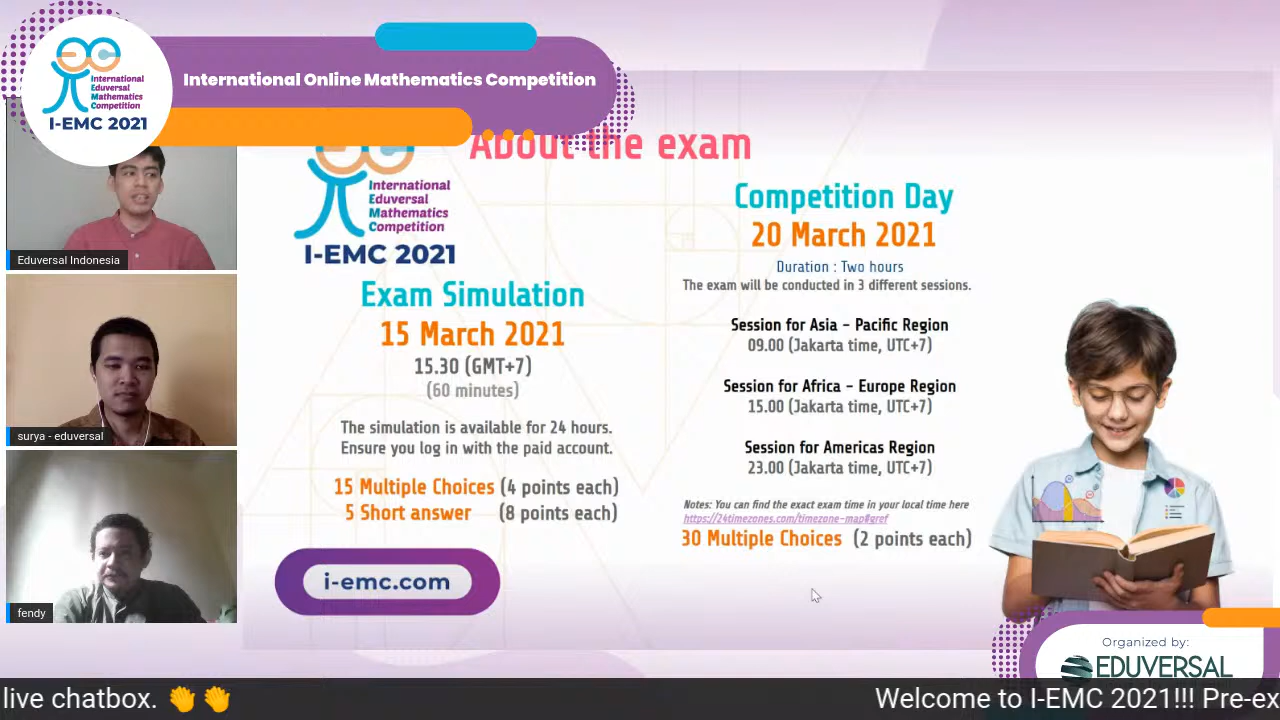 International Online Mathematics Competition
International
Eduversal
Mathematics
Competition
I-EMC 2021
About the exam
International
Eduversal
Mathematics
Competition
I-EMC 2021
Exam Simulation
15 March 2021
15.30 (GMT+7)
(60 minutes)
The simulation is available for 24 hours.
Ensure you log in with the paid account.
15 Multiple Choices (4 points each)
5 Short answer (8 points each)
i-emc.com
Competition Day
20 March 2021
Duration : Two hours
The exam will be conducted in 3 different sessions.
Session for Asia - Pacific Region
09.00 (Jakarta time, UTC+7)
Session for Africa - Europe Region
15.00 (Jakarta time, UTC+7)
Session for Americas Region
23.00 (Jakarta time, UTC+7)
Notes: You can find the exact exam time in your local time here
https://24timezones.com/timezone-map#gref
30 Multiple Choices (2 points each)
Eduversal Indonesia
surya - eduversal
fendy
Organized by:
EDUVERSAL
live chatbox. 👏👏
Welcome to I-EMC 2021!!! Pre-ex